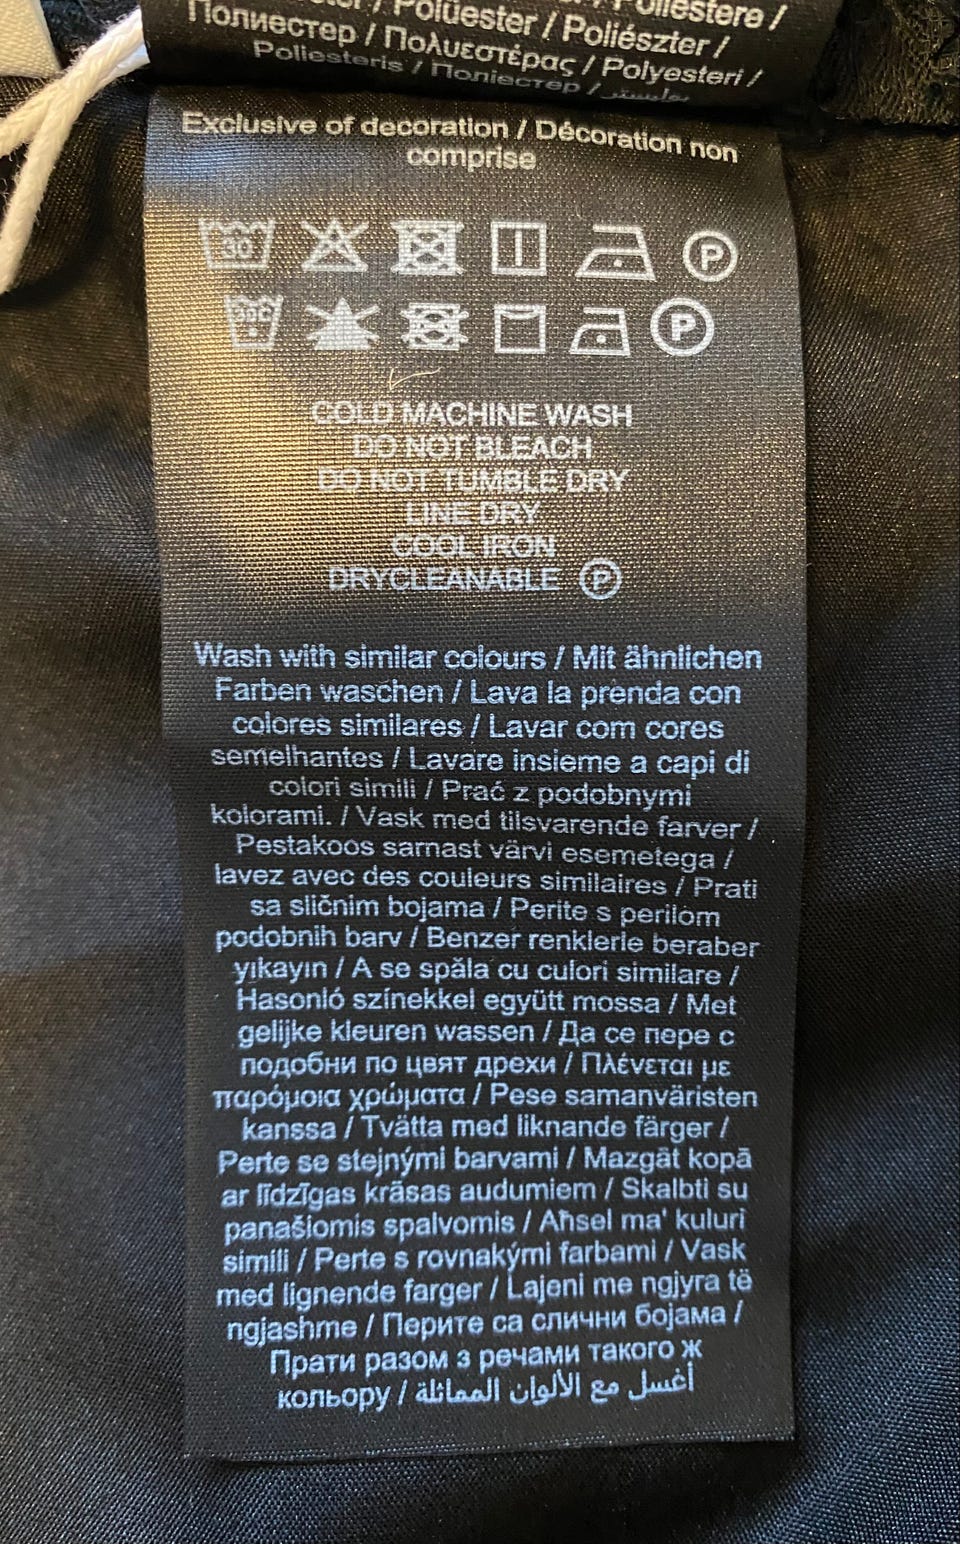 / Poliüester / / Poliestere /
Полиестер / Πολυεστέρας / Poliészter /
Poliesteris / Поліестер / Polyesteri /
Exclusive of decoration / Décoration non
comprise
30 P
30C P
COLD MACHINE WASH
DO NOT BLEACH
DO NOT TUMBLE DRY
LINE DRY
COOL IRON
DRYCLEANABLE P
Wash with similar colours / Mit ähnlichen
Farben waschen / Lava la prenda con
colores similares / Lavar com cores
semelhantes / Lavare insieme a capi di
colori simili / Prać z podobnymi
kolorami. / Vask med tilsvarende farver /
Pestakoos sarnast värvi esemetega /
lavez avec des couleurs similaires / Prati
sa sličnim bojama / Perite s perilom
podobnih barv / Benzer renklerle beraber
yıkayın / A se spăla cu culori similare /
Hasonló színekkel együtt mossa / Met
gelijke kleuren wassen / Да се пере с
подобни по цвят дрехи / Πλένεται με
παρόμοια χρώματα / Pese samanväristen
kanssa / Tvätta med liknande färger /
Perte se stejnými barvami / Mazgāt kopā
ar līdzīgas krāsas audumiem / Skalbti su
panašiomis spalvomis / Aħsel ma' kuluri
simili / Perte s rovnakými farbami / Vask
med lignende farger / Lajeni me ngjyra të
ngjashme / Перите са слични бојама /
Прати разом з речами такого ж
кольору / أغسل مع الألوان المماثلة